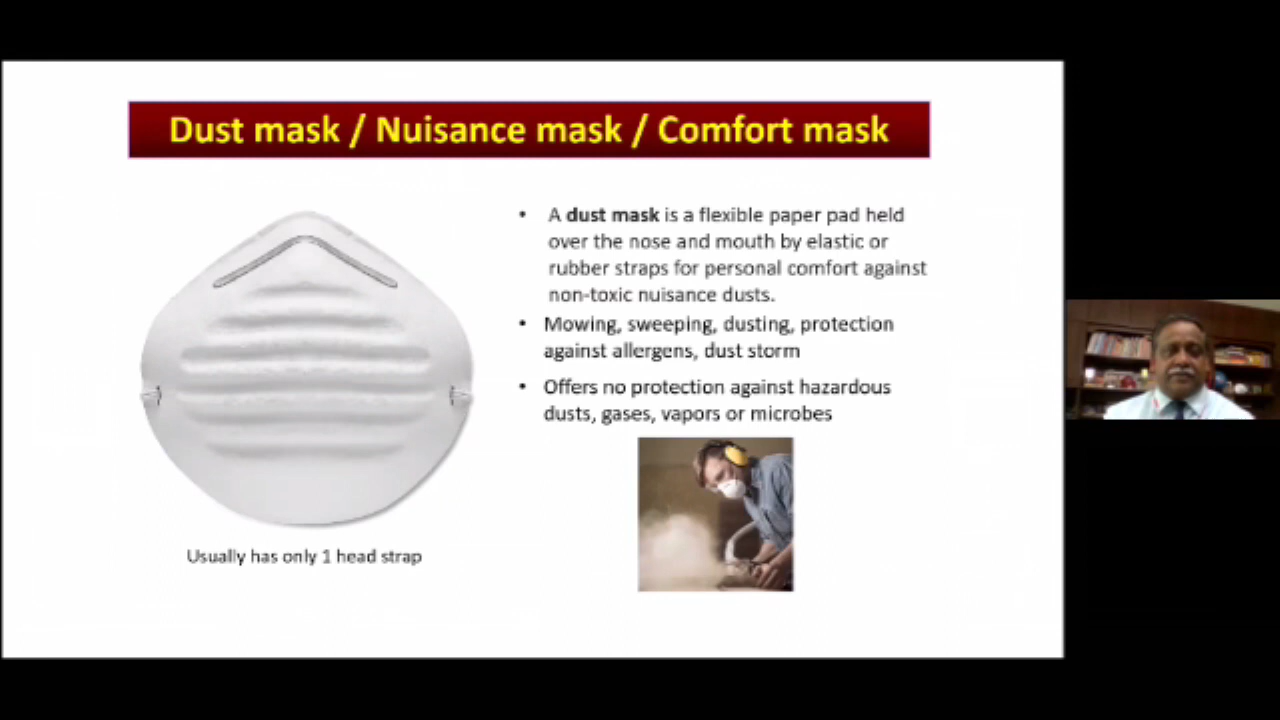 Dust mask / Nuisance mask / Comfort mask
• A dust mask is a flexible paper pad held
over the nose and mouth by elastic or
rubber straps for personal comfort against
non-toxic nuisance dusts.
• Mowing, sweeping, dusting, protection
against allergens, dust storm
• Offers no protection against hazardous
dusts, gases, vapors or microbes
Usually has only 1 head strap